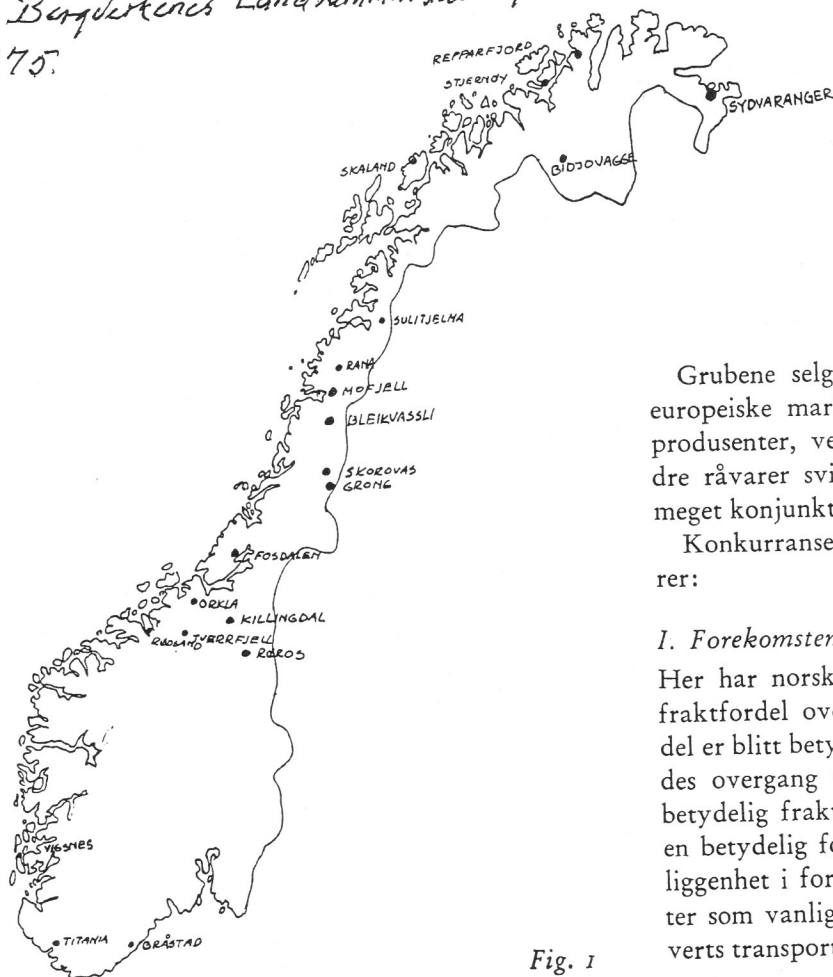 Bergverkenes
75.
REPPARFJORD
STJERNØY
SYDVARANGER
SKALAND
BIDJOVAGGE
SULITJELMA
RANA
MOFJELL
BLEIKVASSLI
SKOROVAS
GRONG
FOSDALEN
ORKLA
KILLINGDAL
TVERRFJELL
RØROS
VIGSNES
TITANIA
Fig. 1
Grubene selg
europeiske mar
produsenter, ve
dre råvarer svi
meget konjunkt
Konkurranse
rer:
I. Forekomsten
Her har norsk
fraktfordel ove
del er blitt bety
des overgang
betydelig frakt
en betydelig fo
liggenhet i for
ter som vanlig
verts transport